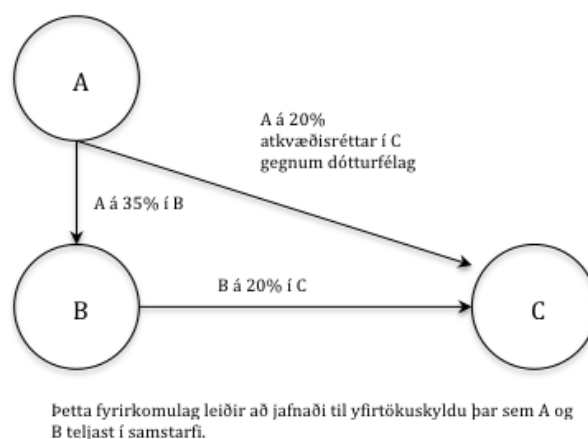 A
A á 20%
atkvæðisréttar í C
gegnum dótturfélag
A á 35% í B
B á 20% í C
B
C
Þetta fyrirkomulag leiðir að jafnaði til yfirtökuskyldu þar sem A og
B teljast í samstarfi.